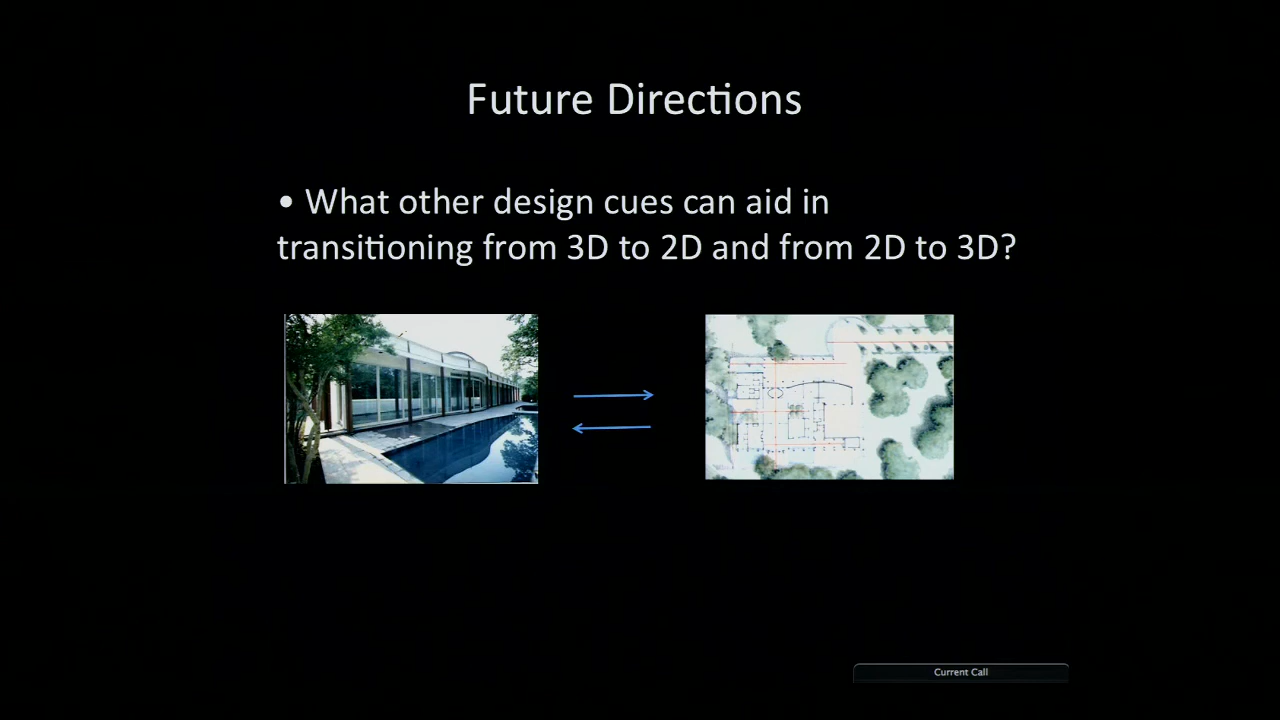 Future Directions
• What other design cues can aid in
transitioning from 3D to 2D and from 2D to 3D?
Current Call